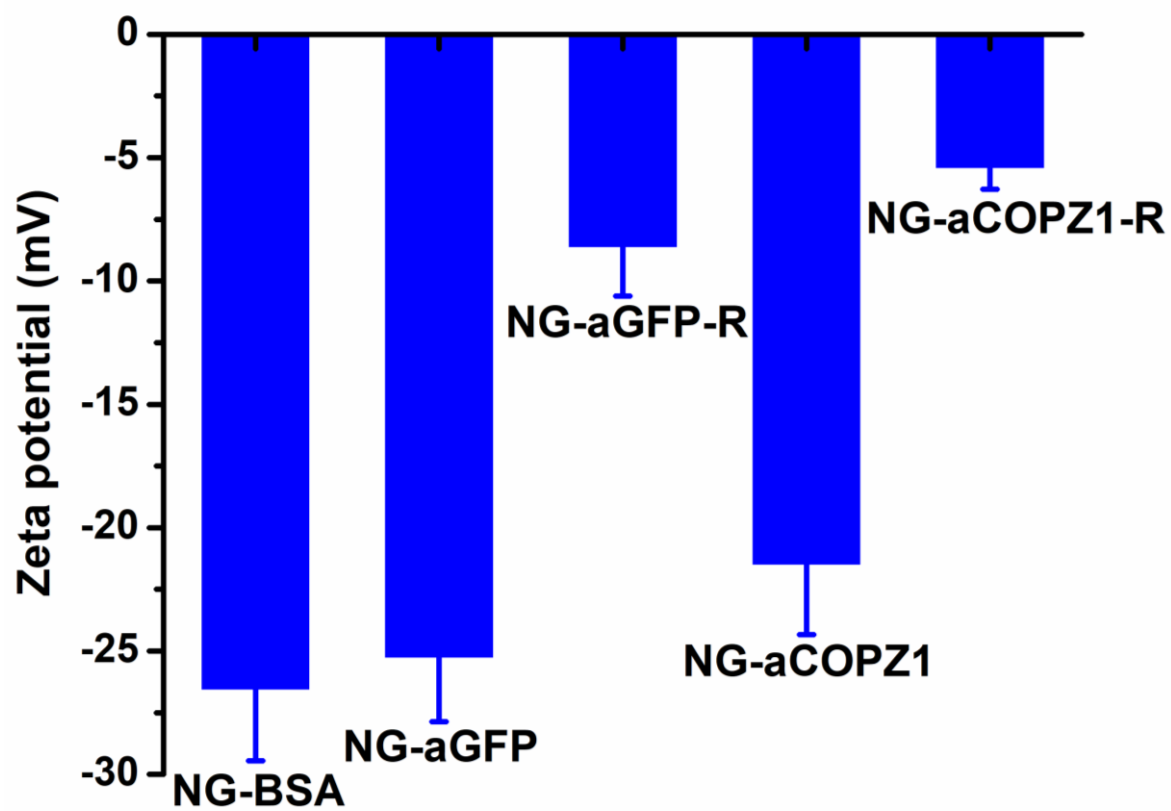 Zeta potential (mV)
0
-5
-10
-15
-20
-25
-30
NG-BSA
NG-aGFP
NG-aGFP-R
NG-aCOPZ1
NG-aCOPZ1-R